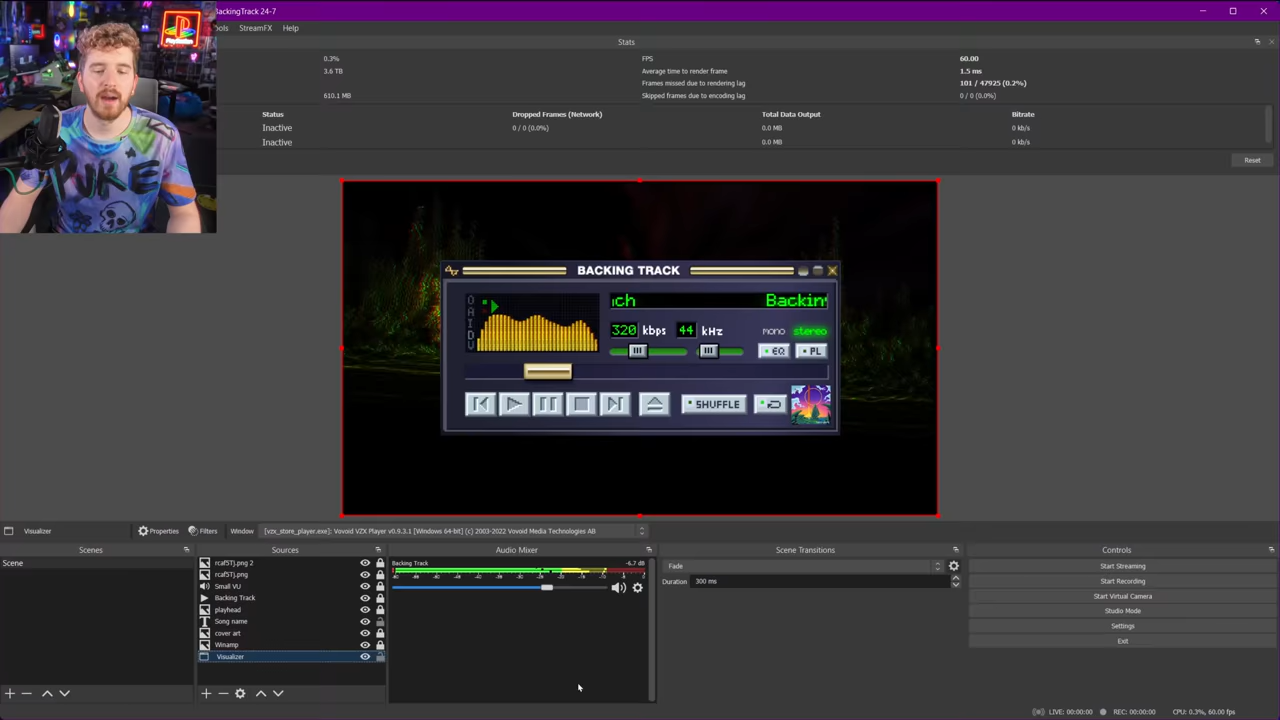 BackingTrack 24-7
ools StreamFX Help
Stats
0.3%
3.6 TB
610.1 MB
FPS 60.00
Average time to render frame 1.5 ms
Frames missed due to rendering lag 101 / 47925 (0.2%)
Skipped frames due to encoding lag 0 / 0 (0.0%)
Status Dropped Frames (Network) Total Data Output Bitrate
Inactive 0 / 0 (0.0%) 0.0 MB 0 kb/s
Inactive 0.0 MB 0 kb/s
Reset
BACKING TRACK
O
A
I
D
V
ch Backin
320 kbps 44 kHz mono stereo
EQ PL
SHUFFLE
Visualizer Properties Filters Window [vzx_store_player.exe]: Vovoid VZX Player v0.9.3.1 [Windows 64-bit] (c) 2003-2022 Vovoid Media Technologies AB
Scenes
Scene
Sources
rcaf5Tj.png 2
rcaf5Tj.png
Small VU
Backing Track
playhead
Song name
cover art
Winamp
Visualizer
Audio Mixer
Backing Track -6.7 dB
Scene Transitions
Fade
Duration 300 ms
Controls
Start Streaming
Start Recording
Start Virtual Camera
Studio Mode
Settings
Exit
LIVE: 00:00:00 REC: 00:00:00 CPU: 0.3%, 60.00 fps